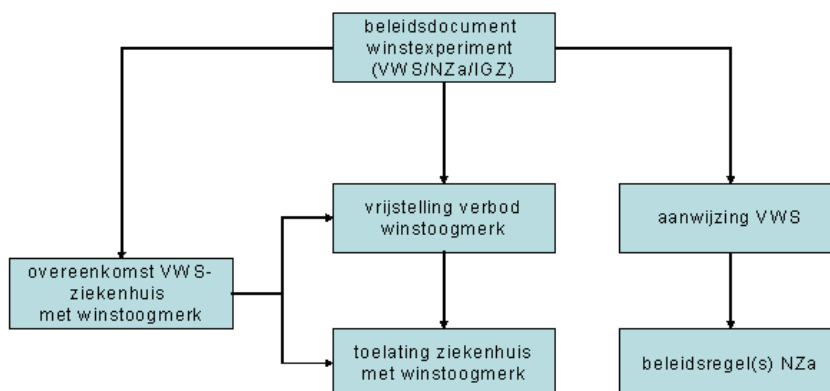 beleidsdocument
winstexperiment
(VWS/NZa/IGZ)
vrijstelling verbod
winstoogmerk
aanwijzing VWS
overeenkomst VWS-
ziekenhuis
met winstoogmerk
toelating ziekenhuis
met winstoogmerk
beleidsregel(s) NZa